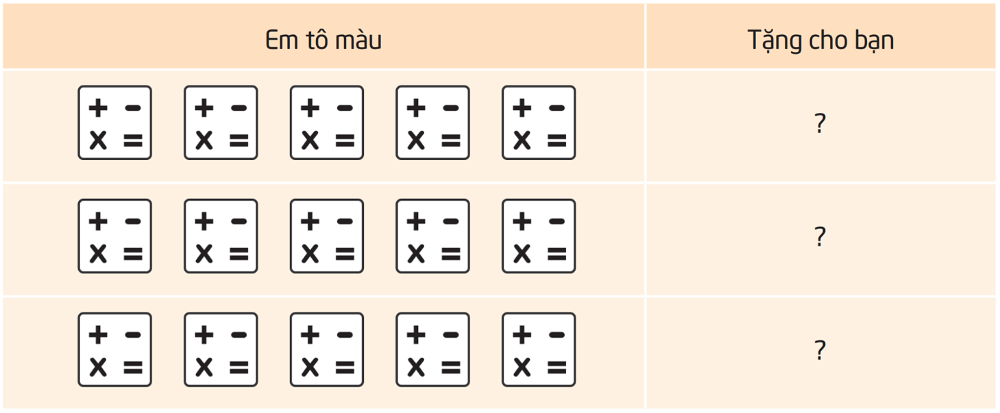 Em tô màu
Tặng cho bạn
+ - + - + - + - + -
x = x = x = x = x =
?
+ - + - + - + - + -
x = x = x = x = x =
?
+ - + - + - + - + -
x = x = x = x = x =
?